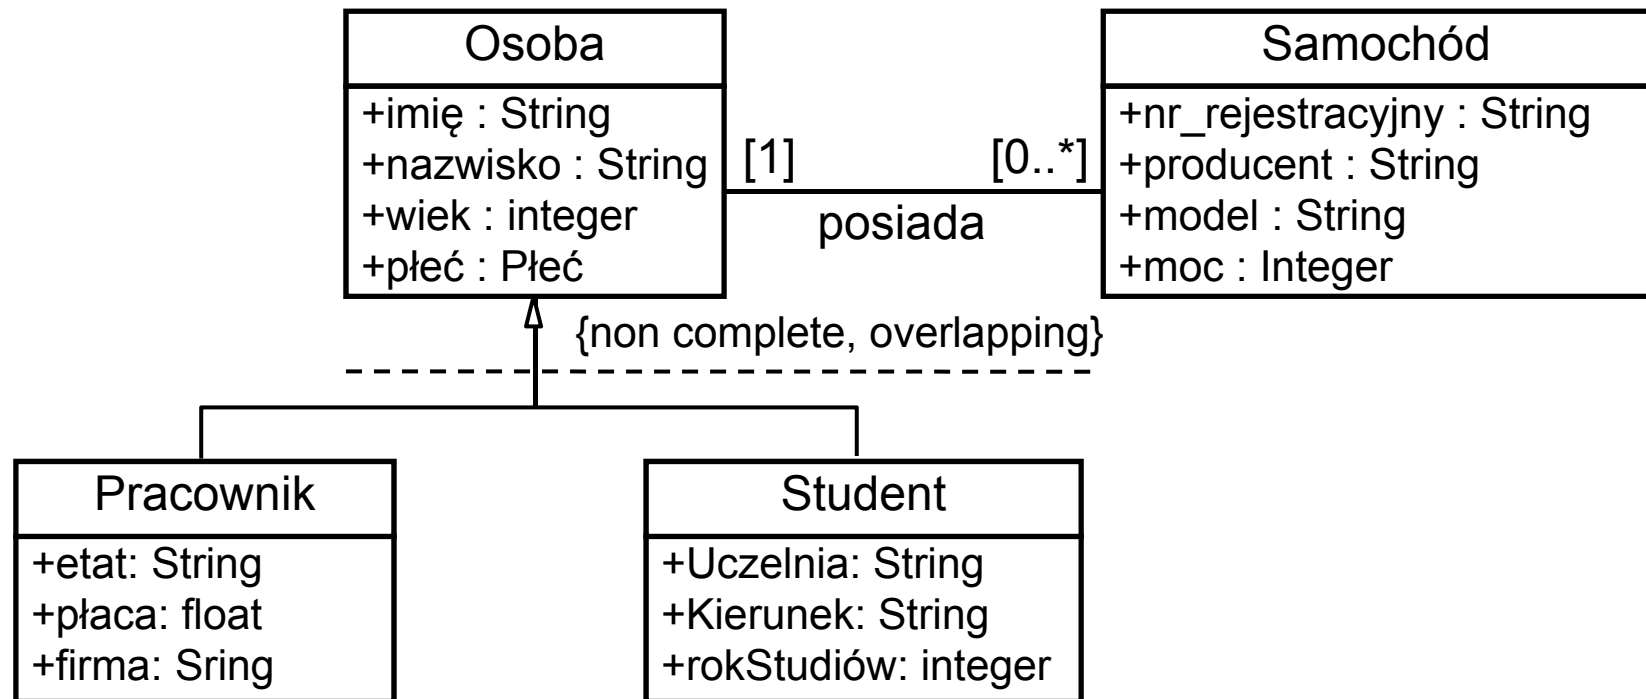 Osoba
+imię : String
+nazwisko : String
+wiek : integer
+płeć : Płeć
[1]
[0..*]
posiada
Samochód
+nr_rejestracyjny : String
+producent : String
+model : String
+moc : Integer
{non complete, overlapping}
Pracownik
+etat: String
+płaca: float
+firma: Sring
Student
+Uczelnia: String
+Kierunek: String
+rokStudiów: integer